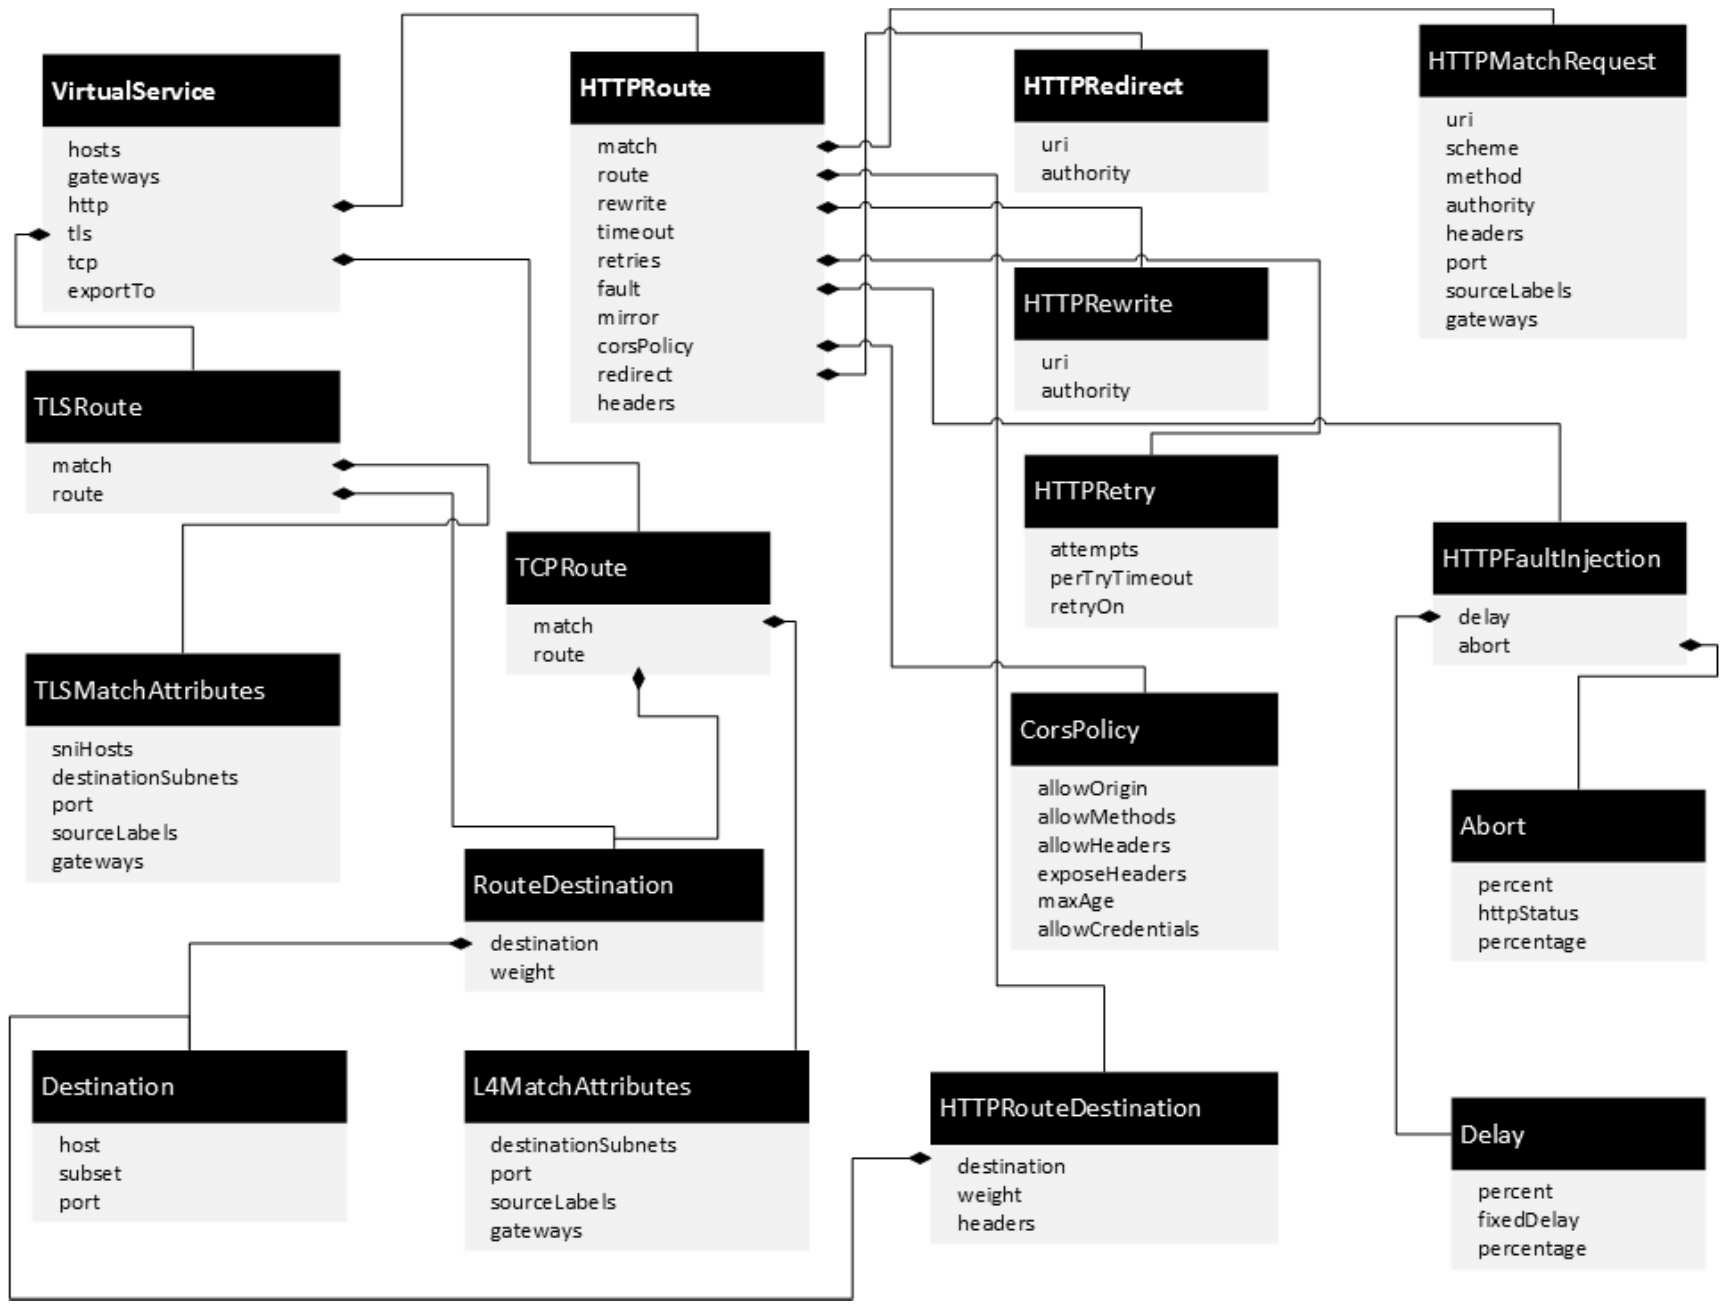 VirtualService
hosts
gateways
http
tls
tcp
exportTo
HTTPRoute
match
route
rewrite
timeout
retries
fault
mirror
corsPolicy
redirect
headers
HTTPRedirect
uri
authority
HTTPMatchRequest
uri
scheme
method
authority
headers
port
sourceLabels
gateways
HTTPRewrite
uri
authority
TLSRoute
match
route
HTTPRetry
attempts
perTryTimeout
retryOn
TCPRoute
match
route
HTTPFaultInjection
delay
abort
TLSMatchAttributes
sniHosts
destinationSubnets
port
sourceLabels
gateways
CorsPolicy
allowOrigin
allowMethods
allowHeaders
exposeHeaders
maxAge
allowCredentials
Abort
percent
httpStatus
percentage
RouteDestination
destination
weight
Destination
host
subset
port
L4MatchAttributes
destinationSubnets
port
sourceLabels
gateways
HTTPRouteDestination
destination
weight
headers
Delay
percent
fixedDelay
percentage